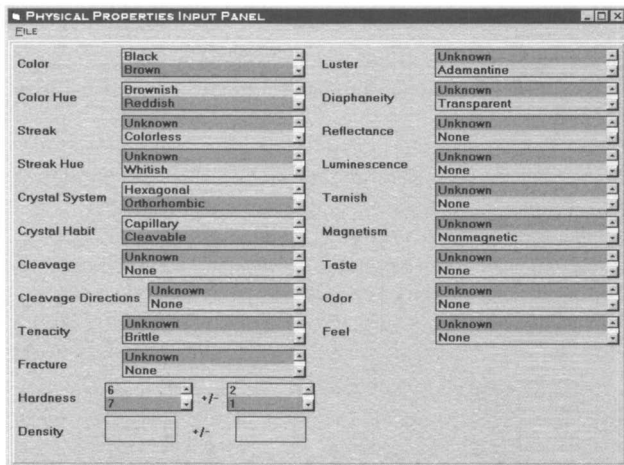 PHYSICAL PROPERTIES INPUT PANEL
FILE
Color
Black
Brown
Color Hue
Brownish
Reddish
Streak
Unknown
Colorless
Streak Hue
Unknown
Whitish
Crystal System
Hexagonal
Orthorhombic
Crystal Habit
Capillary
Cleavable
Cleavage
Unknown
None
Cleavage Directions
Unknown
None
Tenacity
Unknown
Brittle
Fracture
Unknown
None
Hardness
6
7
+/-
2
1
Density
+/-
Luster
Unknown
Adamantine
Diaphaneity
Unknown
Transparent
Reflectance
Unknown
None
Luminescence
Unknown
None
Tarnish
Unknown
None
Magnetism
Unknown
Nonmagnetic
Taste
Unknown
None
Odor
Unknown
None
Feel
Unknown
None